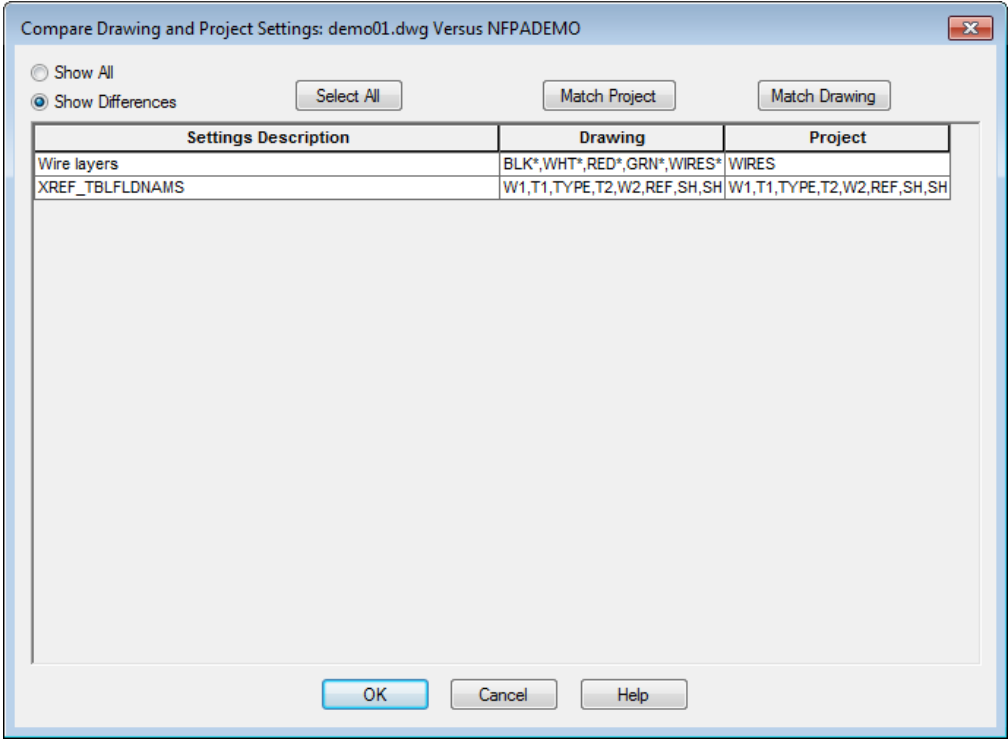 Compare Drawing and Project Settings: demo01.dwg Versus NFPADEMO
Show All
Show Differences
Select All
Match Project
Match Drawing
Settings Description Drawing Project
Wire layers BLK*,WHT*,RED*,GRN*,WIRES* WIRES
XREF_TBLFLDNAMS W1,T1,TYPE,T2,W2,REF,SH,SH W1,T1,TYPE,T2,W2,REF,SH,SH
OK Cancel Help